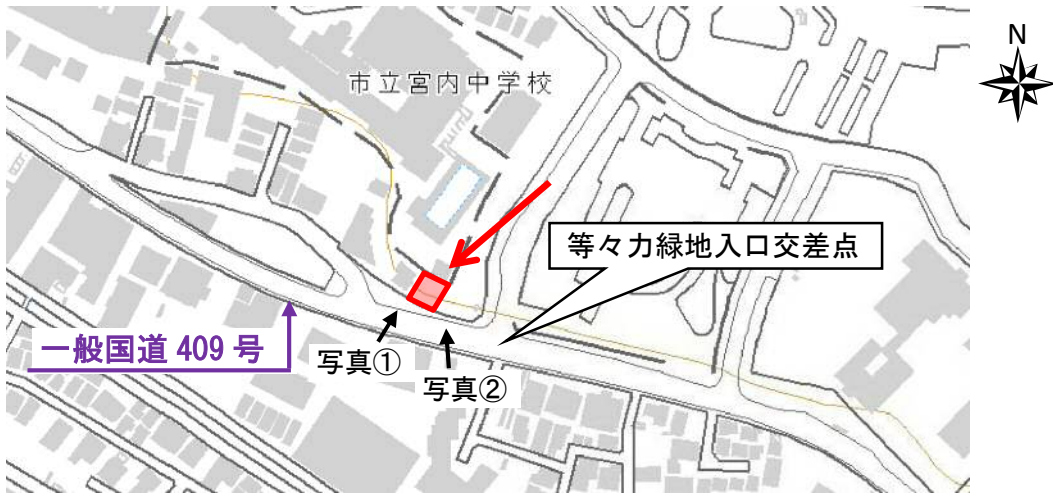 N
市立宮内中学校
等々力緑地入口交差点
一般国道 409 号
写真①
写真②